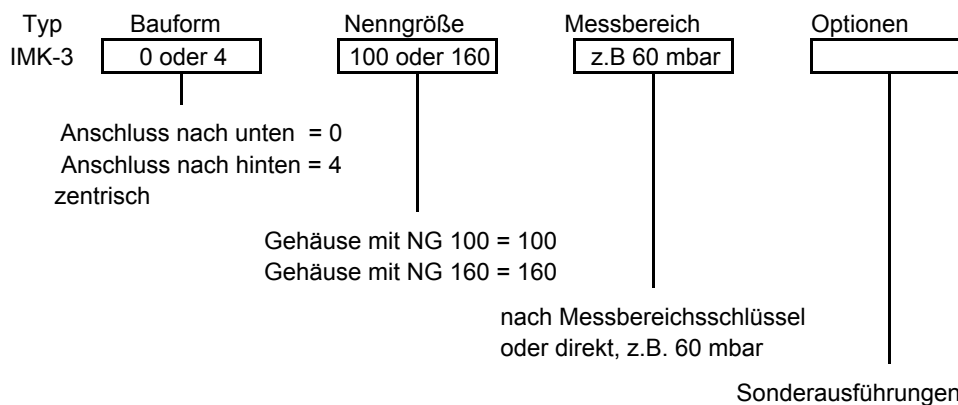 Typ Bauform Nenngröße Messbereich Optionen
IMK-3 0 oder 4 100 oder 160 z.B 60 mbar
Anschluss nach unten = 0
Anschluss nach hinten = 4
zentrisch
Gehäuse mit NG 100 = 100
Gehäuse mit NG 160 = 160
nach Messbereichsschlüssel
oder direkt, z.B. 60 mbar
Sonderausführungen